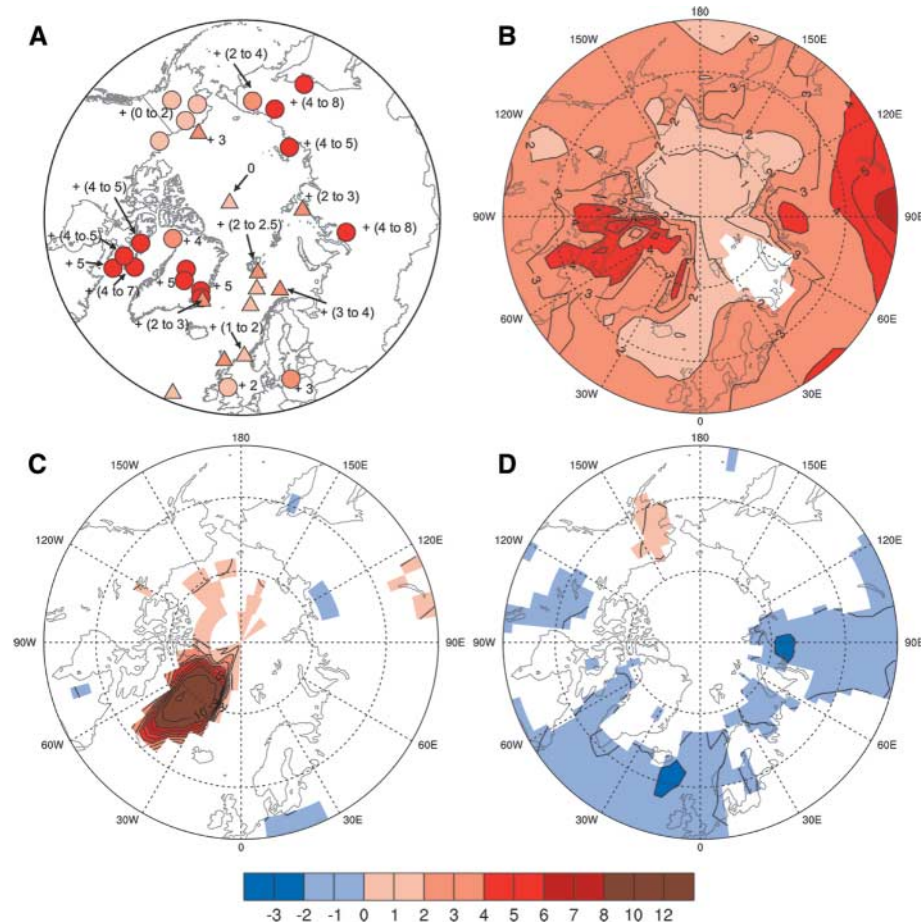 A
+ (2 to 4)
+ (4 to 8)
+ (0 to 2)
+ 3
+ (4 to 5)
0
+ (4 to 5)
+ (2 to 3)
+ (2 to 2.5)
+ (4 to 8)
+ (4 to 5)
+ 4
+ 5
+ (4 to 7)
+ 5
+ 5
+ (3 to 4)
+ (2 to 3)
+ (1 to 2)
+ 2
+ 3
B
180
150W
150E
120W
120E
90W
90E
60W
60E
30W
30E
0
C
180
150W
150E
120W
120E
90W
90E
60W
60E
30W
30E
0
10
D
180
150W
150E
120W
120E
90W
90E
60W
60E
30W
30E
0
-3 -2 -1 0 1 2 3 4 5 6 7 8 10 12